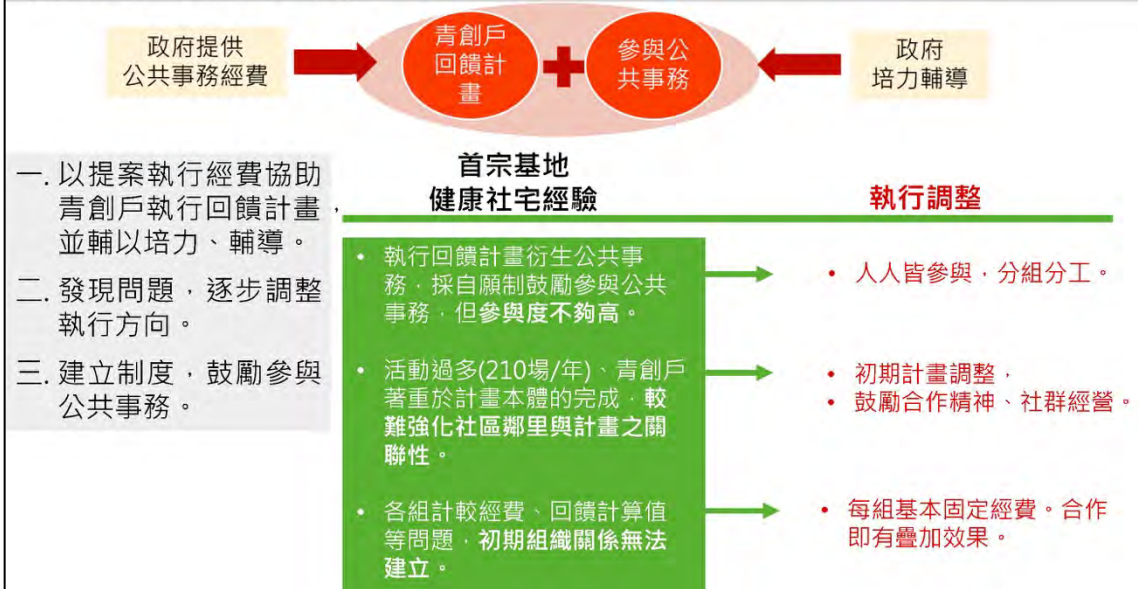 政府提供
公共事務經費
青創戶
回饋計
畫
參與公
共事務
政府
培力輔導
一. 以提案執行經費協助
青創戶執行回饋計畫，
並輔以培力、輔導。
二. 發現問題，逐步調整
執行方向。
三. 建立制度，鼓勵參與
公共事務。
首宗基地
健康社宅經驗
執行調整
• 執行回饋計畫衍生公共事
務，採自願制鼓勵參與公共
事務，但參與度不夠高。
• 人人皆參與，分組分工。
• 活動過多(210場/年)、青創戶
著重於計畫本體的完成，較
難強化社區鄰里與計畫之關
聯性。
• 初期計畫調整，
• 鼓勵合作精神、社群經營。
• 各組計較經費、回饋計算值
等問題，初期組織關係無法
建立。
• 每組基本固定經費。合作
即有疊加效果。